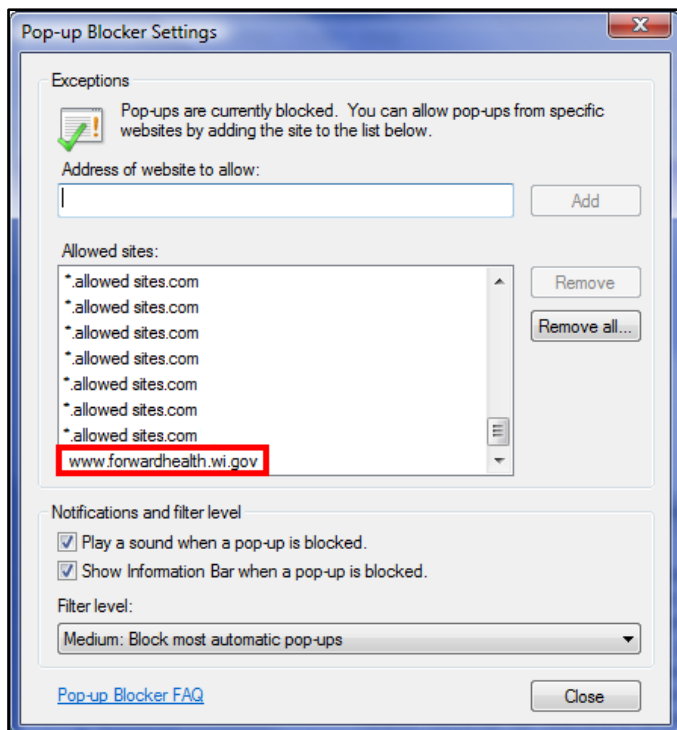 Pop-up Blocker Settings
Exceptions
Pop-ups are currently blocked. You can allow pop-ups from specific
websites by adding the site to the list below.
Address of website to allow:
Add
Allowed sites:
*.allowed sites.com
*.allowed sites.com
*.allowed sites.com
*.allowed sites.com
*.allowed sites.com
*.allowed sites.com
*.allowed sites.com
www.forwardhealth.wi.gov
Remove
Remove all...
Notifications and filter level
Play a sound when a pop-up is blocked.
Show Information Bar when a pop-up is blocked.
Filter level:
Medium: Block most automatic pop-ups
Pop-up Blocker FAQ
Close